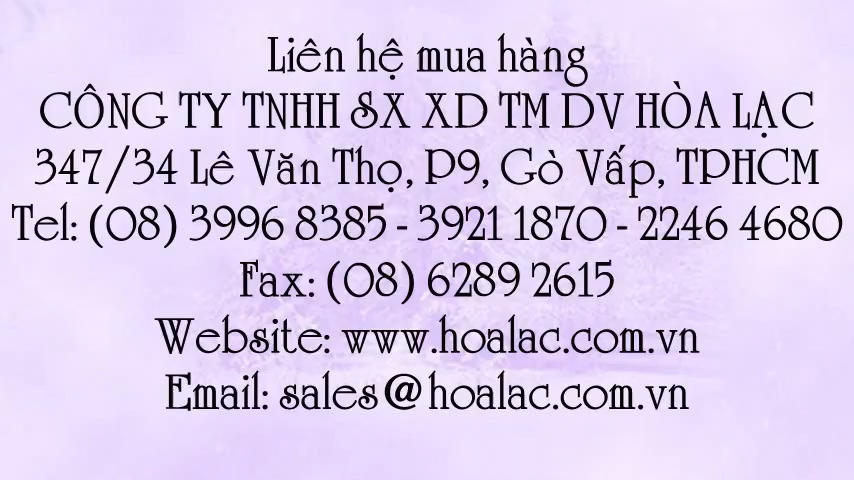 Liên hệ mua hàng
CÔNG TY TNHH SX XD TM DV HÒA LẠC
347/34 Lê Văn Thọ, P9, Gò Vấp, TPHCM
Tel: (08) 3996 8385 - 3921 1870 - 2246 4680
Fax: (08) 6289 2615
Website: www.hoalac.com.vn
Email: sales@hoalac.com.vn